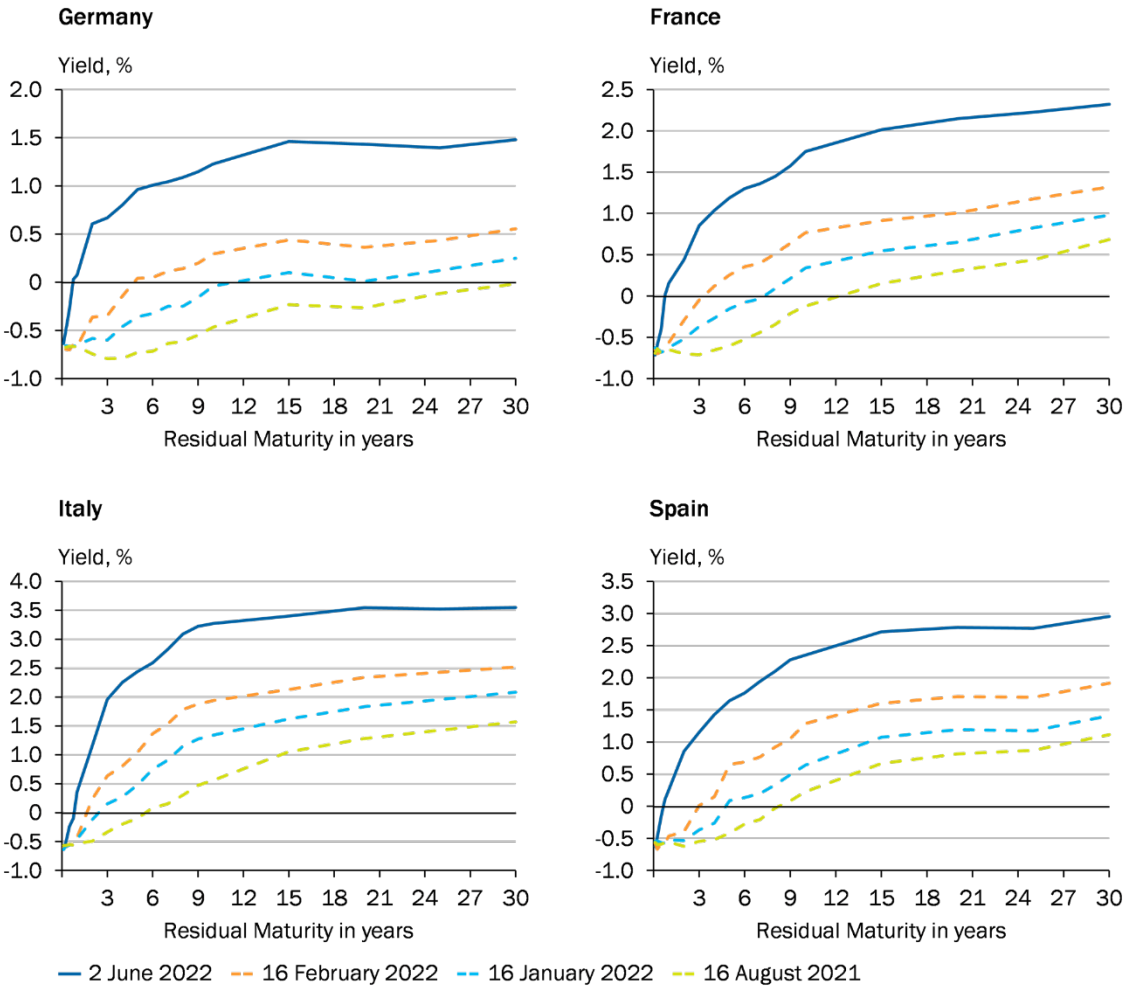 Germany
Yield, %
2.0
1.5
1.0
0.5
0
-0.5
-1.0
3 6 9 12 15 18 21 24 27 30
Residual Maturity in years
France
Yield, %
2.5
2.0
1.5
1.0
0.5
0
-0.5
-1.0
3 6 9 12 15 18 21 24 27 30
Residual Maturity in years
Italy
Yield, %
4.0
3.5
3.0
2.5
2.0
1.5
1.0
0.5
0
-0.5
-1.0
3 6 9 12 15 18 21 24 27 30
Residual Maturity in years
Spain
Yield, %
3.5
3.0
2.5
2.0
1.5
1.0
0.5
0
-0.5
-1.0
3 6 9 12 15 18 21 24 27 30
Residual Maturity in years
2 June 2022 16 February 2022 16 January 2022 16 August 2021